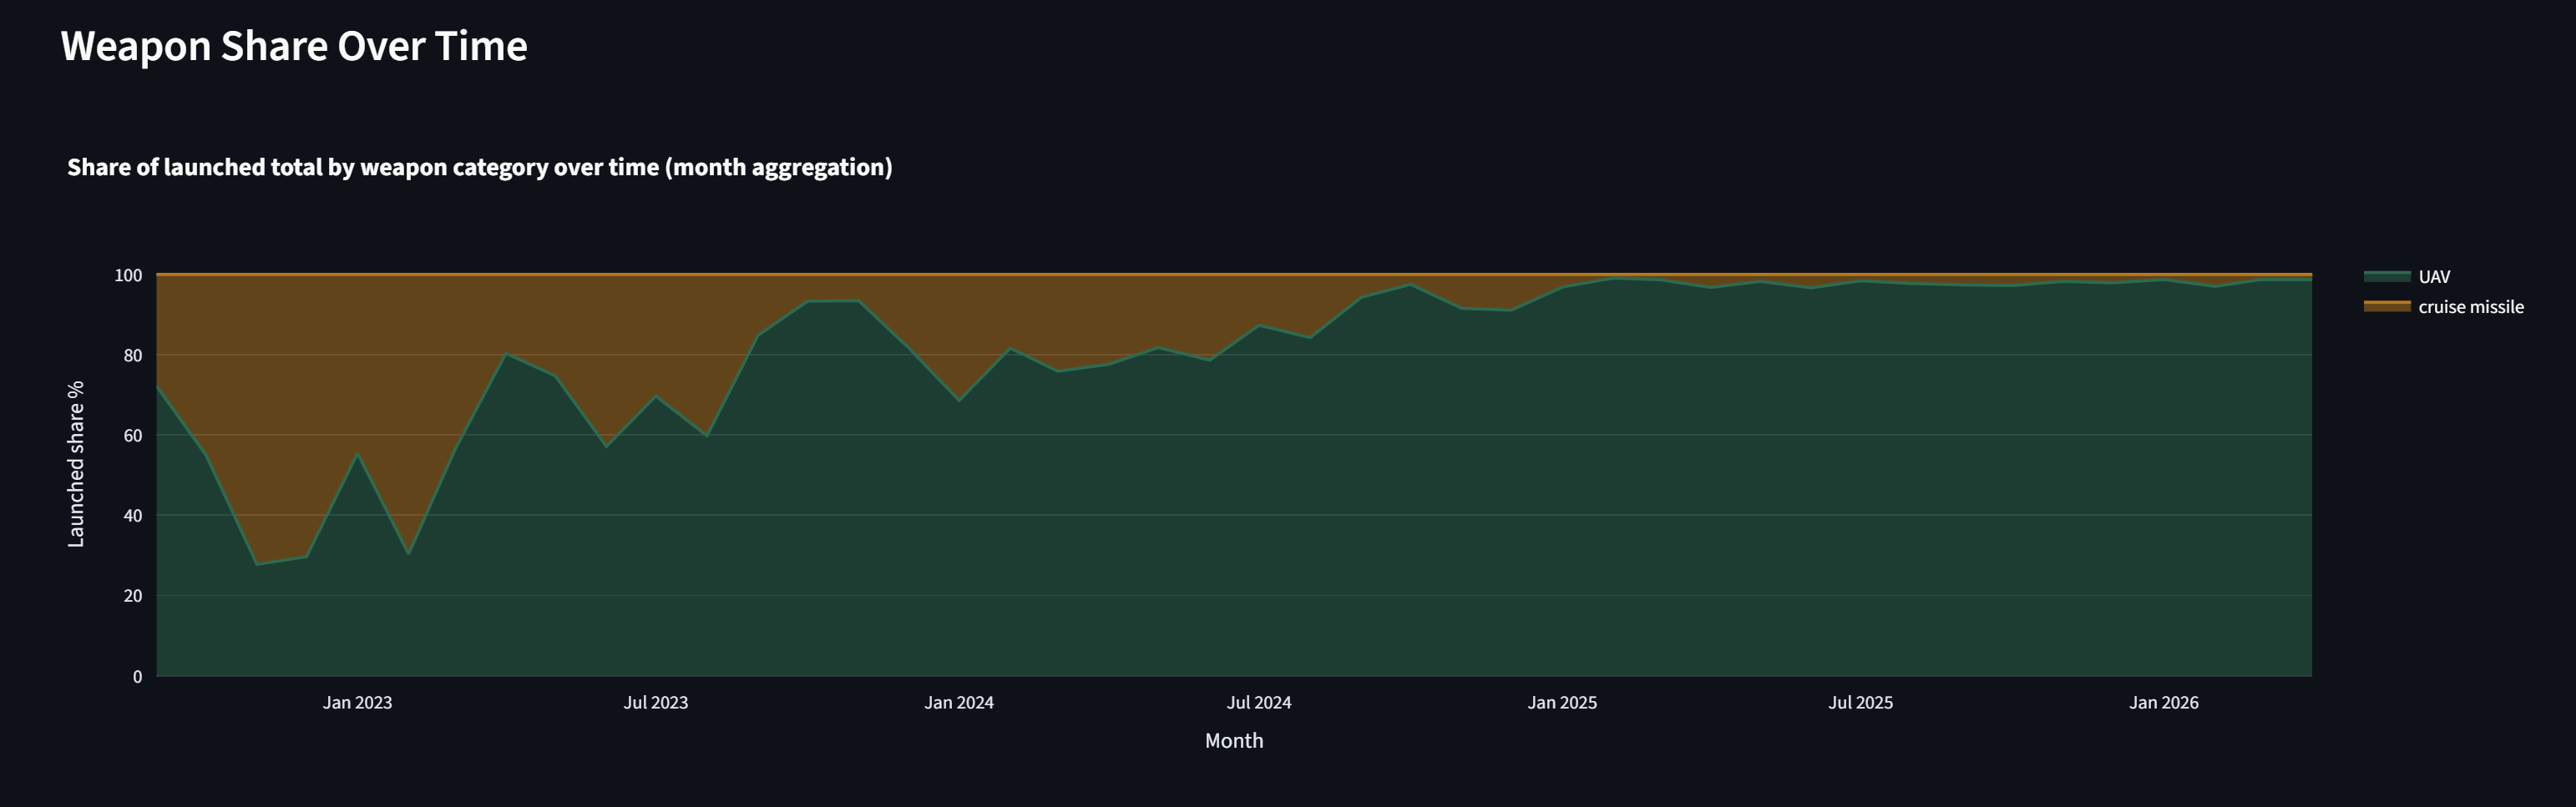 Weapon Share Over Time
Share of launched total by weapon category over time (month aggregation)
100
80
60
40
20
0
Launched share %
Jan 2023
Jul 2023
Jan 2024
Jul 2024
Jan 2025
Jul 2025
Jan 2026
Month
UAV
cruise missile